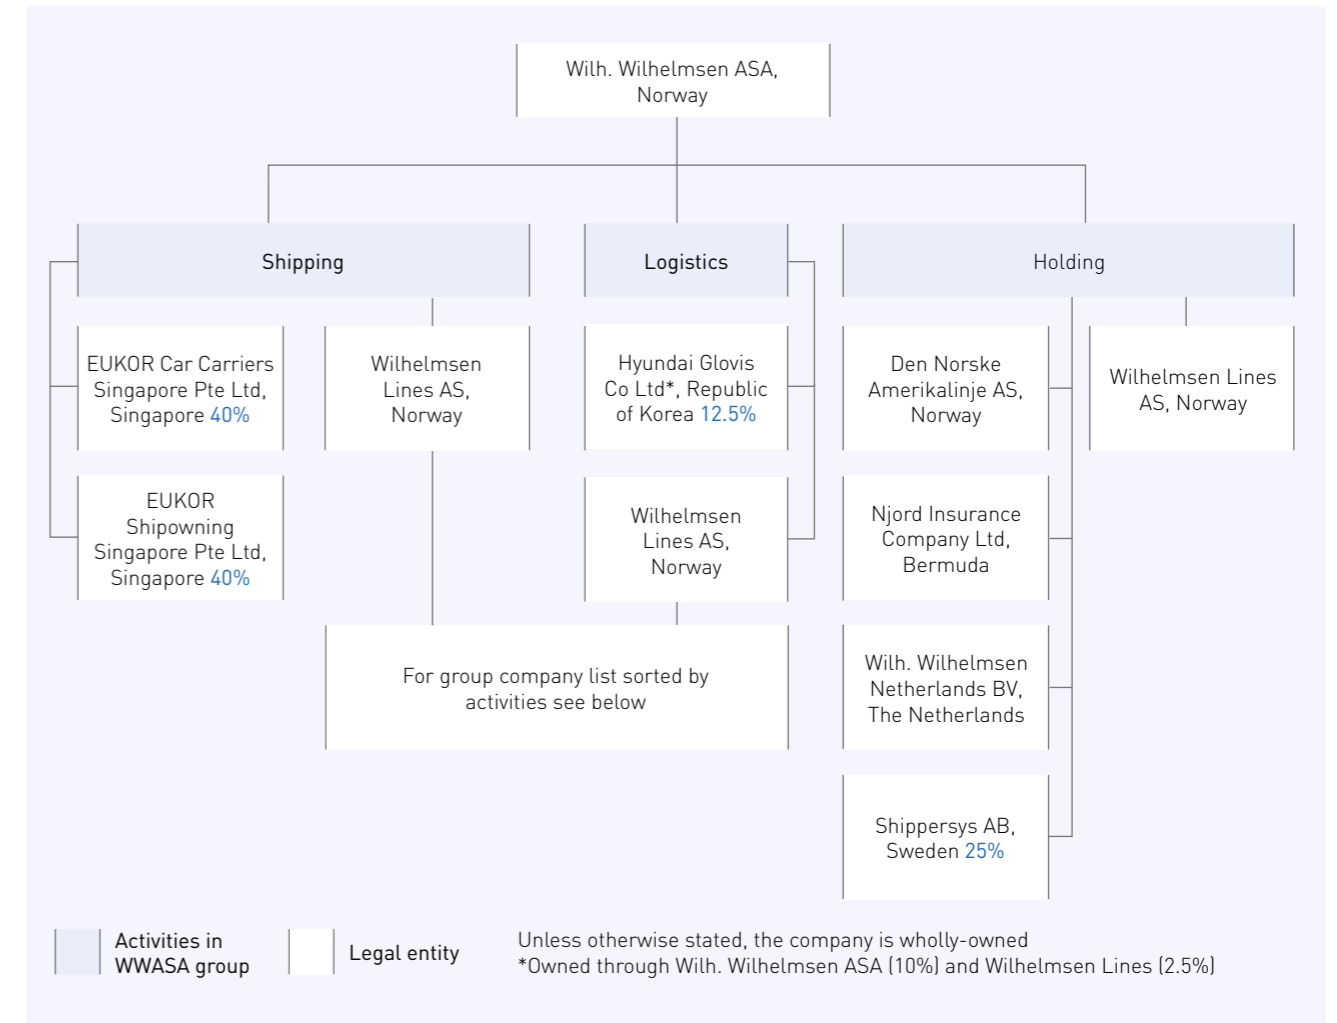 Wilh. Wilhelmsen ASA,
Norway
Shipping
Logistics
Holding
EUKOR Car Carriers
Singapore Pte Ltd,
Singapore 40%
Wilhelmsen
Lines AS,
Norway
Hyundai Glovis
Co Ltd*, Republic
of Korea 12.5%
Den Norske
Amerikalinje AS,
Norway
Wilhelmsen Lines
AS, Norway
EUKOR
Shipowning
Singapore Pte Ltd,
Singapore 40%
Wilhelmsen
Lines AS,
Norway
Njord Insurance
Company Ltd,
Bermuda
For group company list sorted by
activities see below
Wilh. Wilhelmsen
Netherlands BV,
The Netherlands
Shippersys AB,
Sweden 25%
Activities in
WWASA group
Legal entity
Unless otherwise stated, the company is wholly-owned
*Owned through Wilh. Wilhelmsen ASA (10%) and Wilhelmsen Lines (2.5%)